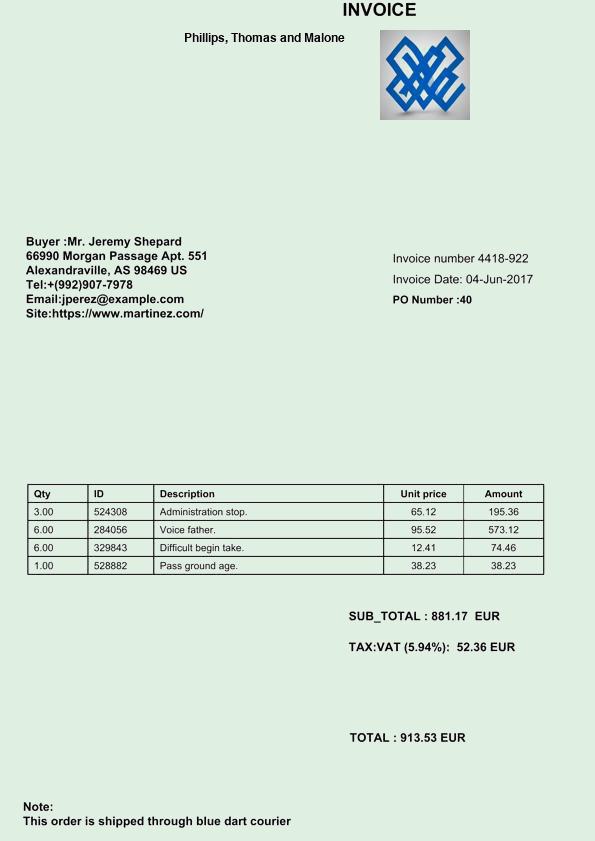 INVOICE
Phillips, Thomas and Malone
Buyer :Mr. Jeremy Shepard
66990 Morgan Passage Apt. 551
Alexandraville, AS 98469 US
Tel:+(992)907-7978
Email:jperez@example.com
Site:https://www.martinez.com/
Invoice number 4418-922
Invoice Date: 04-Jun-2017
PO Number :40
Qty ID Description Unit price Amount
3.00 524308 Administration stop. 65.12 195.36
6.00 284056 Voice father. 95.52 573.12
6.00 329843 Difficult begin take. 12.41 74.46
1.00 528882 Pass ground age. 38.23 38.23
SUB_TOTAL : 881.17 EUR
TAX:VAT (5.94%): 52.36 EUR
TOTAL : 913.53 EUR
Note:
This order is shipped through blue dart courier